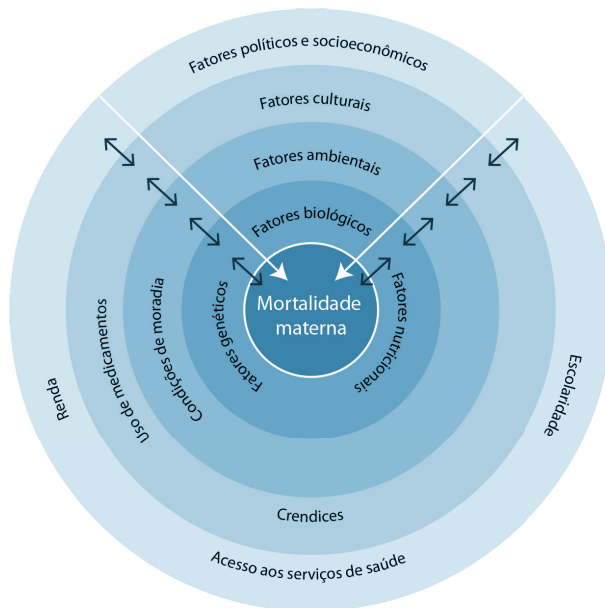 Fatores políticos e socioeconômicos
Fatores culturais
Fatores ambientais
Fatores biológicos
Mortalidade
materna
Fatores genéticos
Fatores nutricionais
Condições de moradia
Uso de medicamentos
Crendices
Renda
Escolaridade
Acesso aos serviços de saúde